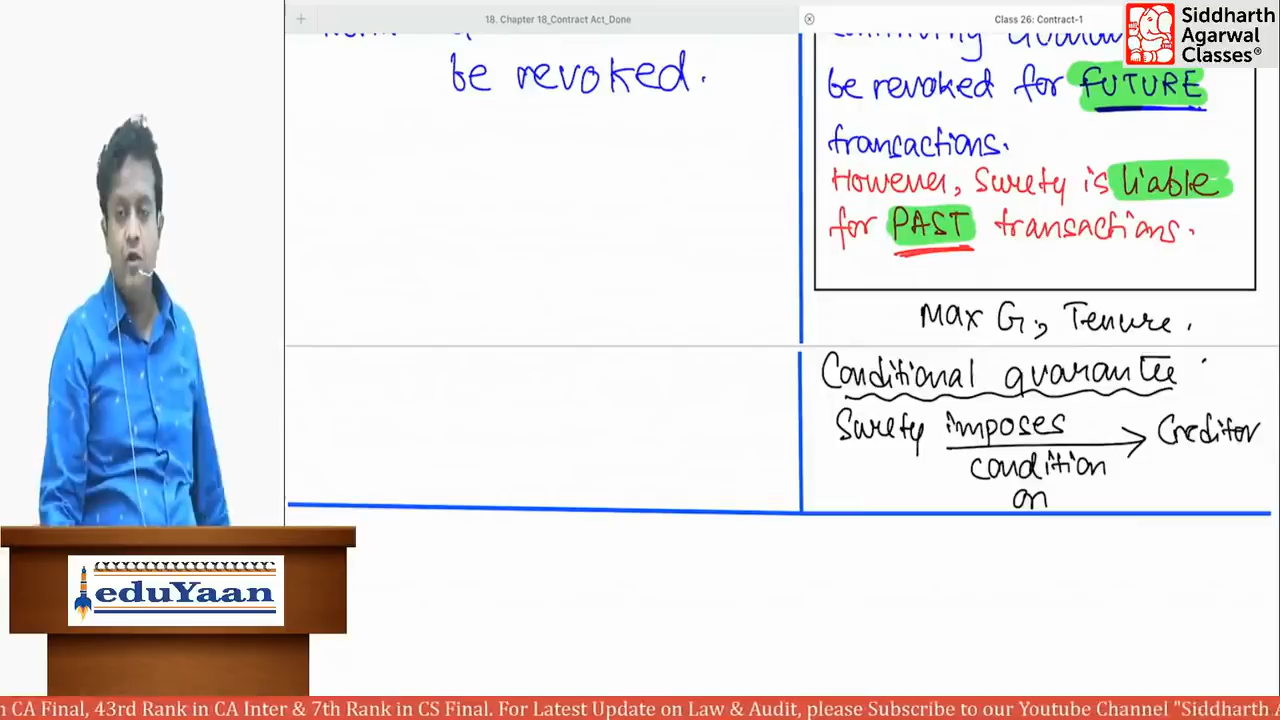 18. Chapter 18_Contract Act_Done
Class 26: Contract-1
Siddharth
Agarwal
Classes®
be revoked.
be revoked for FUTURE
transactions.
However, Surety is liable
for PAST transactions.
Max G., Tenure.
Conditional guarantee
Surety imposes Creditor
condition
on
eduYaan
CA Final, 43rd Rank in CA Inter & 7th Rank in CS Final. For Latest Update on Law & Audit, please Subscribe to our Youtube Channel "Siddharth